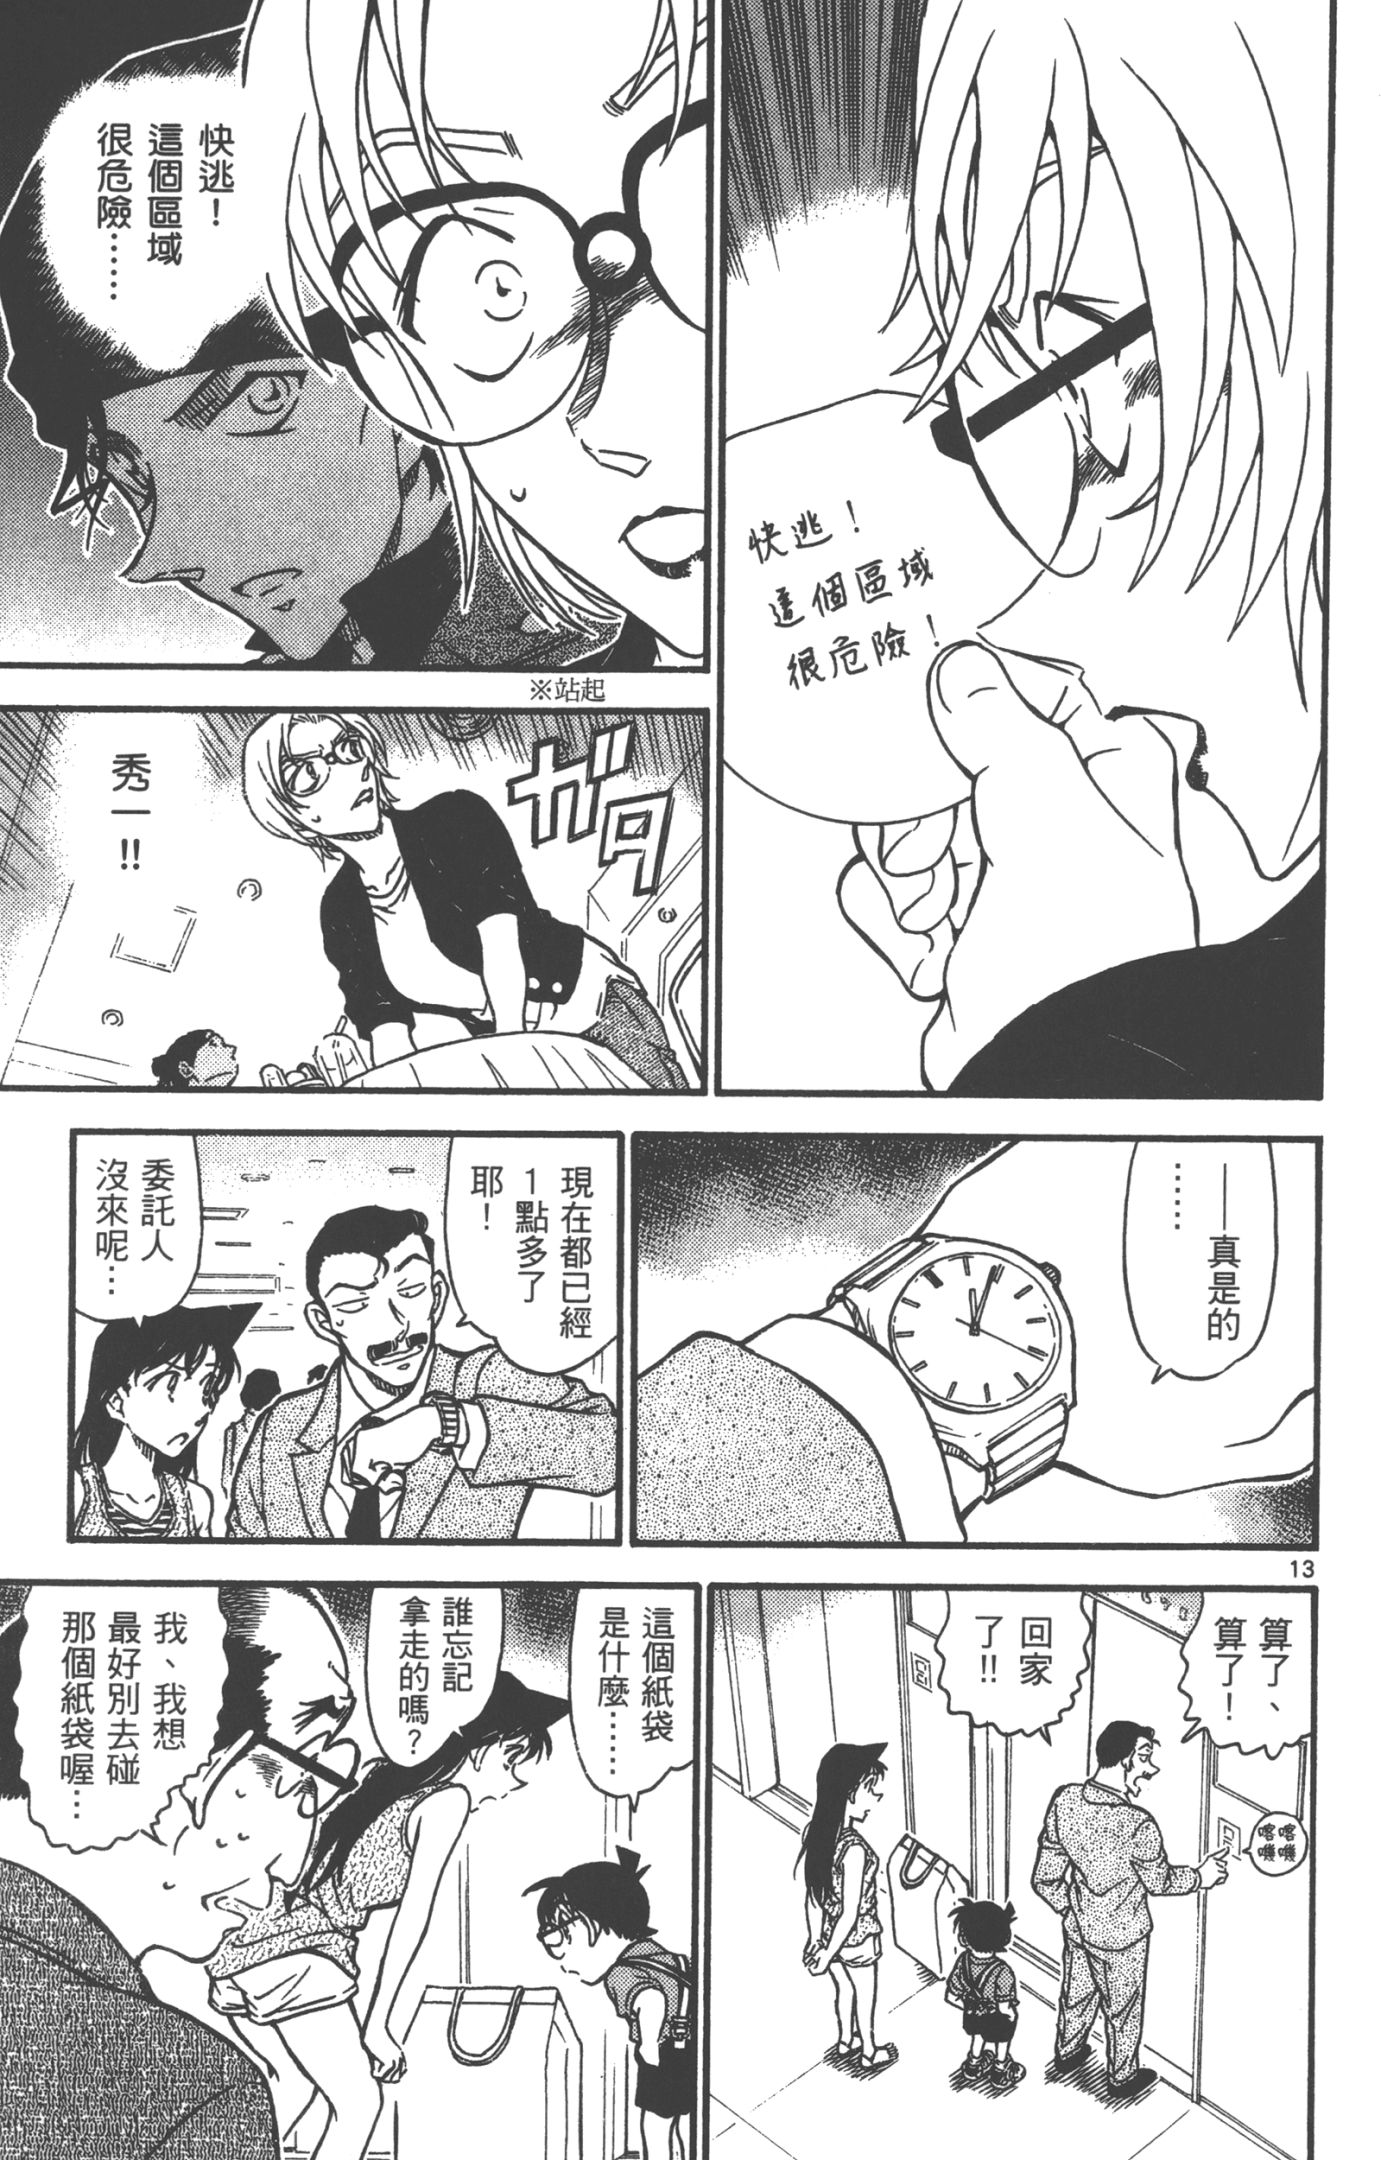 快逃！
這個區域
很危險！
快逃！
這個區域
很危險……
※站起
ガタ
秀一!!
——真是的
……
現在都已經
1點多了
耶！
委託人
沒來呢…
13
算了、
算了！
喀嘰
喀嘰
回家
了!!
這個紙袋
是什麼……
誰忘記
拿走的嗎？
我、我想
最好別去碰
那個紙袋喔…